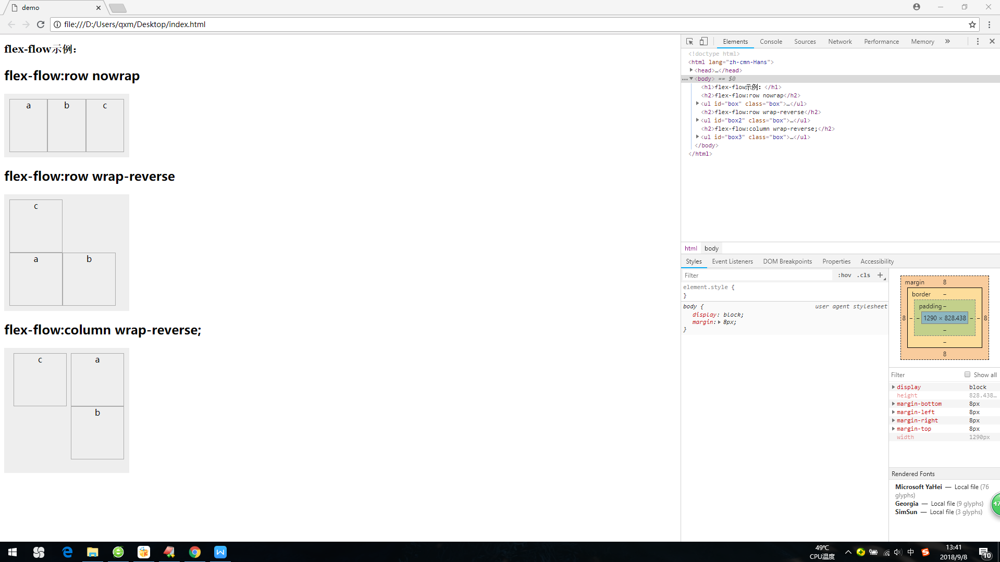 demo
file:///D:/Users/qxm/Desktop/index.html
flex-flow示例：
flex-flow:row nowrap
a b c
flex-flow:row wrap-reverse
c
a b
flex-flow:column wrap-reverse;
c a
b
Elements Console Sources Network Performance Memory »
<!doctype html>
<html lang="zh-cmn-Hans">
<head>…</head>
… <body> == $0
<h1>flex-flow示例：</h1>
<h2>flex-flow:row nowrap</h2>
<ul id="box" class="box">…</ul>
<h2>flex-flow:row wrap-reverse</h2>
<ul id="box2" class="box">…</ul>
<h2>flex-flow:column wrap-reverse;</h2>
<ul id="box3" class="box">…</ul>
</body>
</html>
html body
Styles Event Listeners DOM Breakpoints Properties Accessibility
Filter :hov .cls +
element.style {
}
body { user agent stylesheet
display: block;
margin: 8px;
}
margin 8
border –
padding –
8 – – 1290 × 828.438 – – 8
–
–
8
Filter Show all
display block
height 828.438…
margin-bottom 8px
margin-left 8px
margin-right 8px
margin-top 8px
width 1290px
Rendered Fonts
Microsoft YaHei — Local file (76
glyphs)
Georgia — Local file (9 glyphs)
SimSun — Local file (3 glyphs)
47
49℃
CPU温度
中
13:41
2018/9/8
10